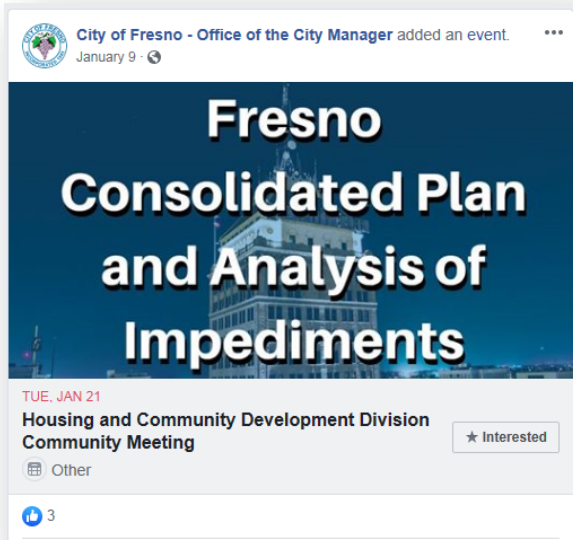 City of Fresno - Office of the City Manager added an event.
January 9 ·
Fresno
Consolidated Plan
and Analysis of
Impediments
TUE, JAN 21
Housing and Community Development Division
Community Meeting
★ Interested
Other
3